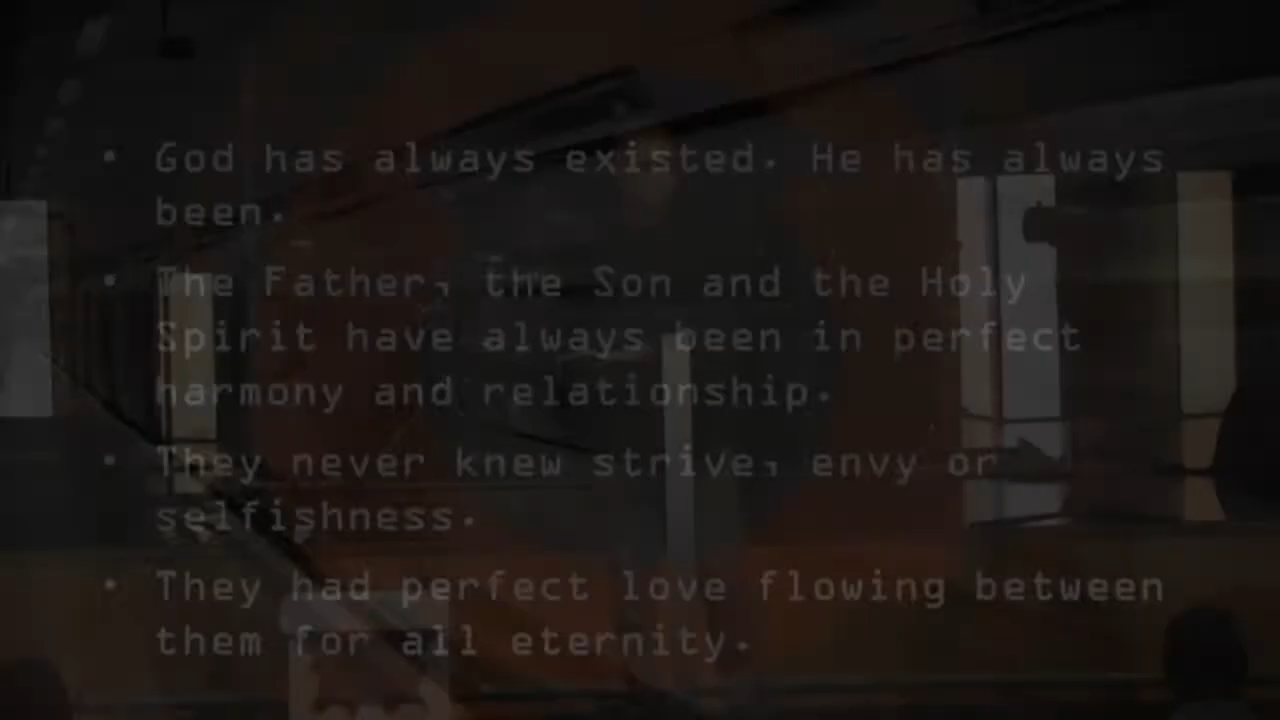 • God has always existed. He has always
been.
• The Father, the Son and the Holy
Spirit have always been in perfect
harmony and relationship.
• They never knew strive, envy or
selfishness.
• They had perfect love flowing between
them for all eternity.